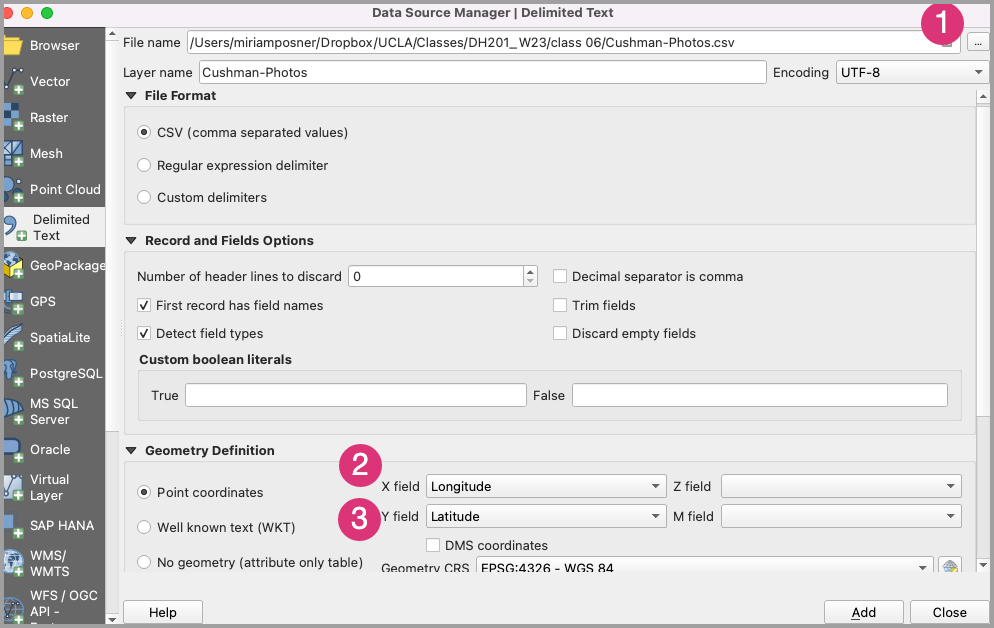 Data Source Manager | Delimited Text
1
Browser
Vector
Raster
Mesh
Point Cloud
Delimited
Text
GeoPackage
GPS
SpatiaLite
PostgreSQL
MS SQL
Server
Oracle
Virtual
Layer
SAP HANA
WMS/
WMTS
WFS / OGC
API -
File name /Users/miriamposner/Dropbox/UCLA/Classes/DH201_W23/class 06/Cushman-Photos.csv ...
Layer name Cushman-Photos Encoding UTF-8
File Format
CSV (comma separated values)
Regular expression delimiter
Custom delimiters
Record and Fields Options
Number of header lines to discard 0 Decimal separator is comma
First record has field names Trim fields
Detect field types Discard empty fields
Custom boolean literals
True False
Geometry Definition
2
Point coordinates X field Longitude Z field
3 Y field Latitude M field
Well known text (WKT)
DMS coordinates
No geometry (attribute only table)
Geometry CRS EPSG:4326 - WGS 84
Help Add Close